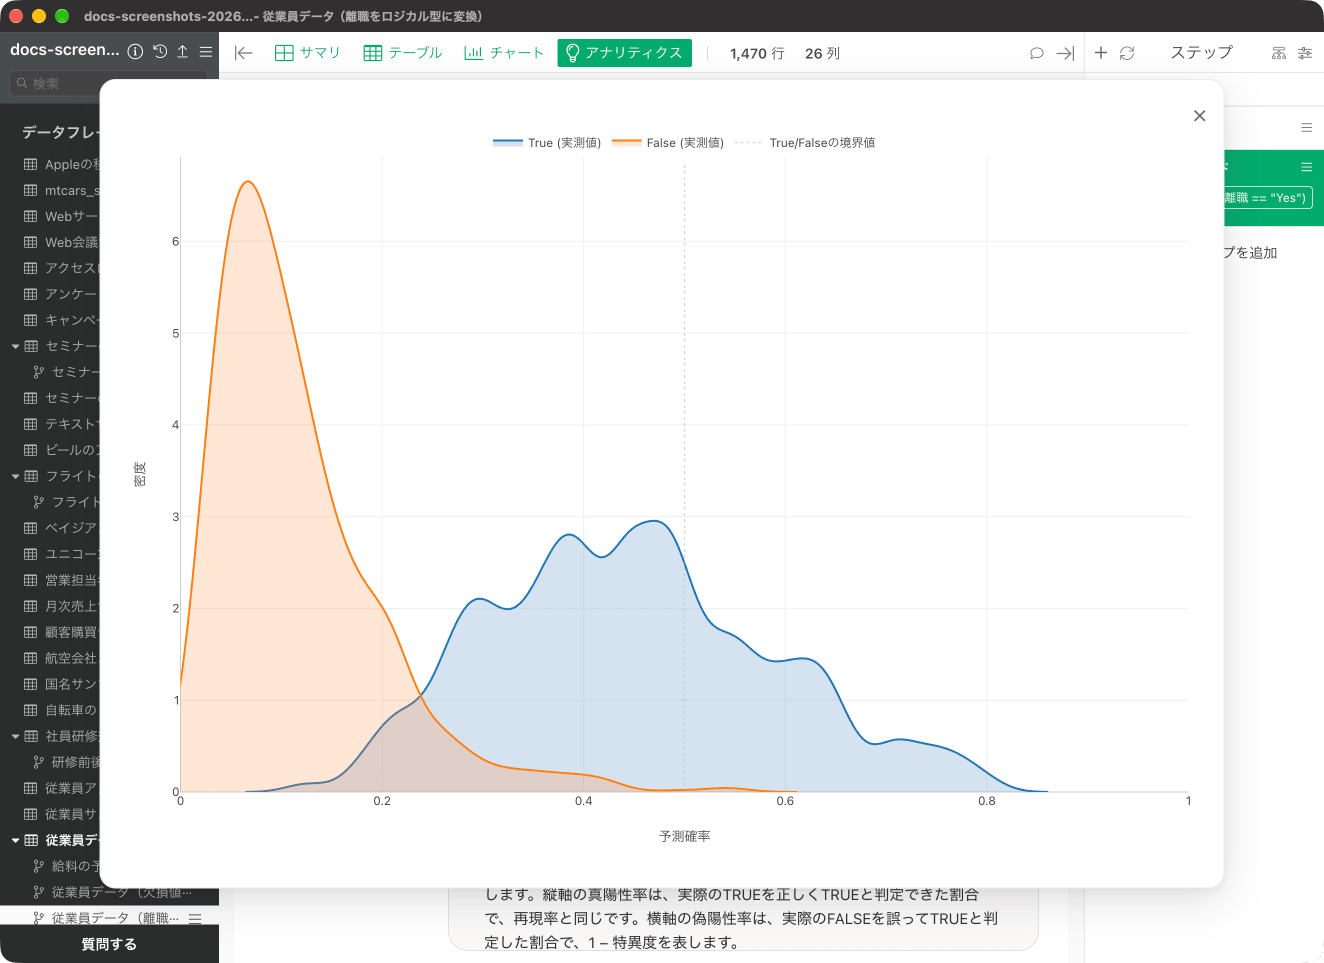 docs-screenshots-2026...- 従業員データ（離職をロジカル型に変換）
docs-screen...
サマリ
テーブル
チャート
アナリティクス
1,470 行
26 列
ステップ
検索
データフレー
Appleの
mtcars_s
Webサー
Web会議
アクセス
アンケー
キャンペ
セミナー
セミナー
セミナー
テキスト
ビールの
フライト
フライト
ベイジア
ユニコー
営業担当
月次売上
顧客購買
航空会社
国名サン
自転車の
社員研修
研修前後
従業員ア
従業員サ
従業員デ
給料の予
従業員データ（欠損値…
従業員データ（離職…
質問する
離職 == "Yes")
プを追加
True (実測値)
False (実測値)
True/Falseの境界値
密度
6
5
4
3
2
1
0
0
0.2
0.4
0.6
0.8
1
予測確率
します。縦軸の真陽性率は、実際のTRUEを正しくTRUEと判定できた割合
で、再現率と同じです。横軸の偽陽性率は、実際のFALSEを誤ってTRUEと判
定した割合で、1 – 特異度を表します。